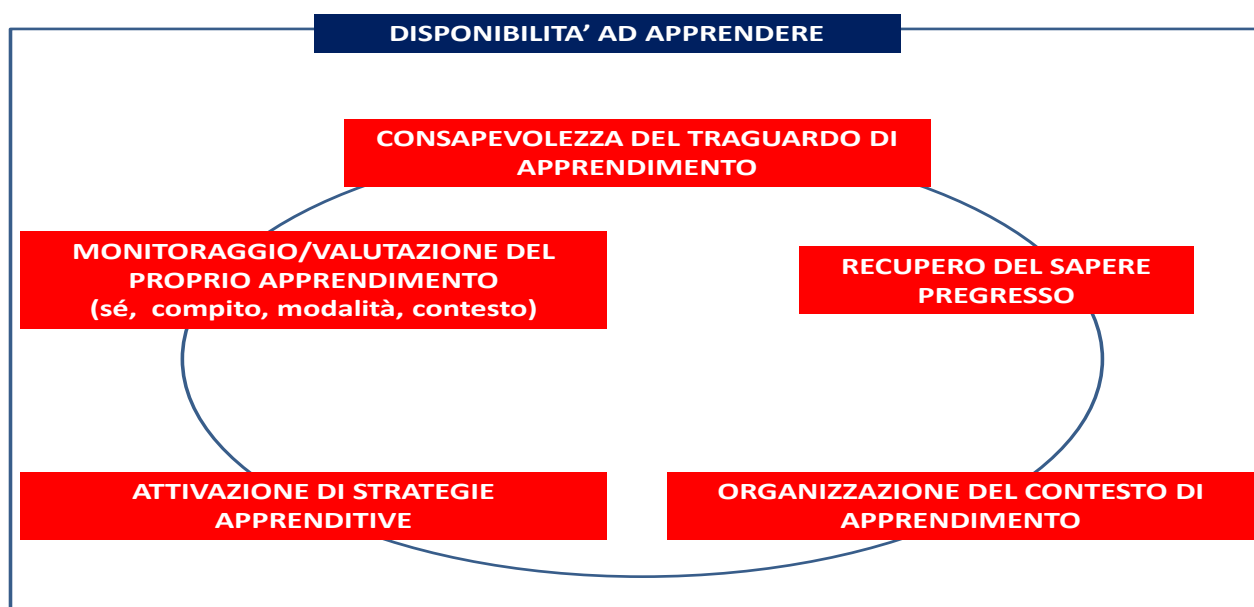 DISPONIBILITA’ AD APPRENDERE
CONSAPEVOLEZZA DEL TRAGUARDO DI
APPRENDIMENTO
MONITORAGGIO/VALUTAZIONE DEL
PROPRIO APPRENDIMENTO
(sé, compito, modalità, contesto)
RECUPERO DEL SAPERE
PREGRESSO
ATTIVAZIONE DI STRATEGIE
APPRENDITIVE
ORGANIZZAZIONE DEL CONTESTO DI
APPRENDIMENTO